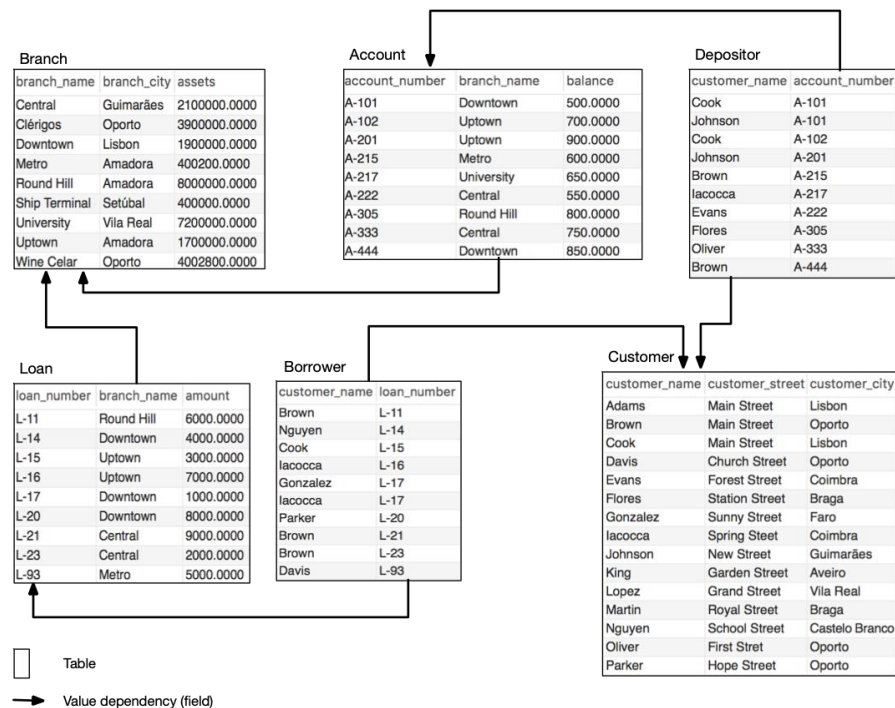 Branch
branch_name branch_city assets
Central Guimarães 2100000.0000
Clérigos Oporto 3900000.0000
Downtown Lisbon 1900000.0000
Metro Amadora 400200.0000
Round Hill Amadora 8000000.0000
Ship Terminal Setúbal 400000.0000
University Vila Real 7200000.0000
Uptown Amadora 1700000.0000
Wine Celar Oporto 4002800.0000
Account
account_number branch_name balance
A-101 Downtown 500.0000
A-102 Uptown 700.0000
A-201 Uptown 900.0000
A-215 Metro 600.0000
A-217 University 650.0000
A-222 Central 550.0000
A-305 Round Hill 800.0000
A-333 Central 750.0000
A-444 Downtown 850.0000
Depositor
customer_name account_number
Cook A-101
Johnson A-101
Cook A-102
Johnson A-201
Brown A-215
Iacocca A-217
Evans A-222
Flores A-305
Oliver A-333
Brown A-444
Loan
loan_number branch_name amount
L-11 Round Hill 6000.0000
L-14 Downtown 4000.0000
L-15 Uptown 3000.0000
L-16 Uptown 7000.0000
L-17 Downtown 1000.0000
L-20 Downtown 8000.0000
L-21 Central 9000.0000
L-23 Central 2000.0000
L-93 Metro 5000.0000
Borrower
customer_name loan_number
Brown L-11
Nguyen L-14
Cook L-15
Iacocca L-16
Gonzalez L-17
Iacocca L-17
Parker L-20
Brown L-21
Brown L-23
Davis L-93
Customer
customer_name customer_street customer_city
Adams Main Street Lisbon
Brown Main Street Oporto
Cook Main Street Lisbon
Davis Church Street Oporto
Evans Forest Street Coimbra
Flores Station Street Braga
Gonzalez Sunny Street Faro
Iacocca Spring Steet Coimbra
Johnson New Street Guimarães
King Garden Street Aveiro
Lopez Grand Street Vila Real
Martin Royal Street Braga
Nguyen School Street Castelo Branco
Oliver First Stret Oporto
Parker Hope Street Oporto
Table
Value dependency (field)